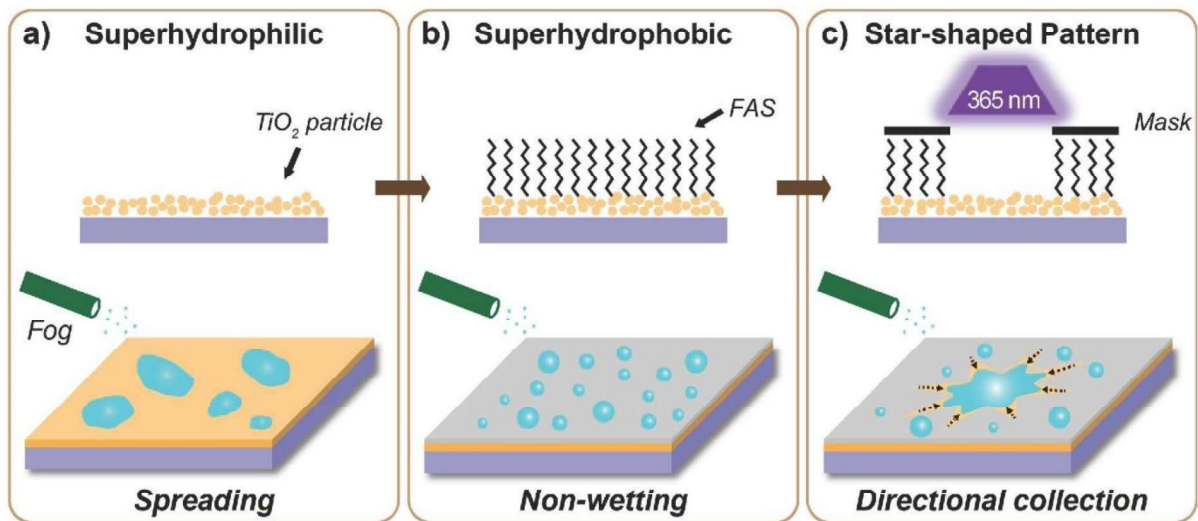 a) Superhydrophilic
TiO₂ particle
Fog
Spreading
b) Superhydrophobic
FAS
Non-wetting
c) Star-shaped Pattern
365 nm
Mask
Directional collection